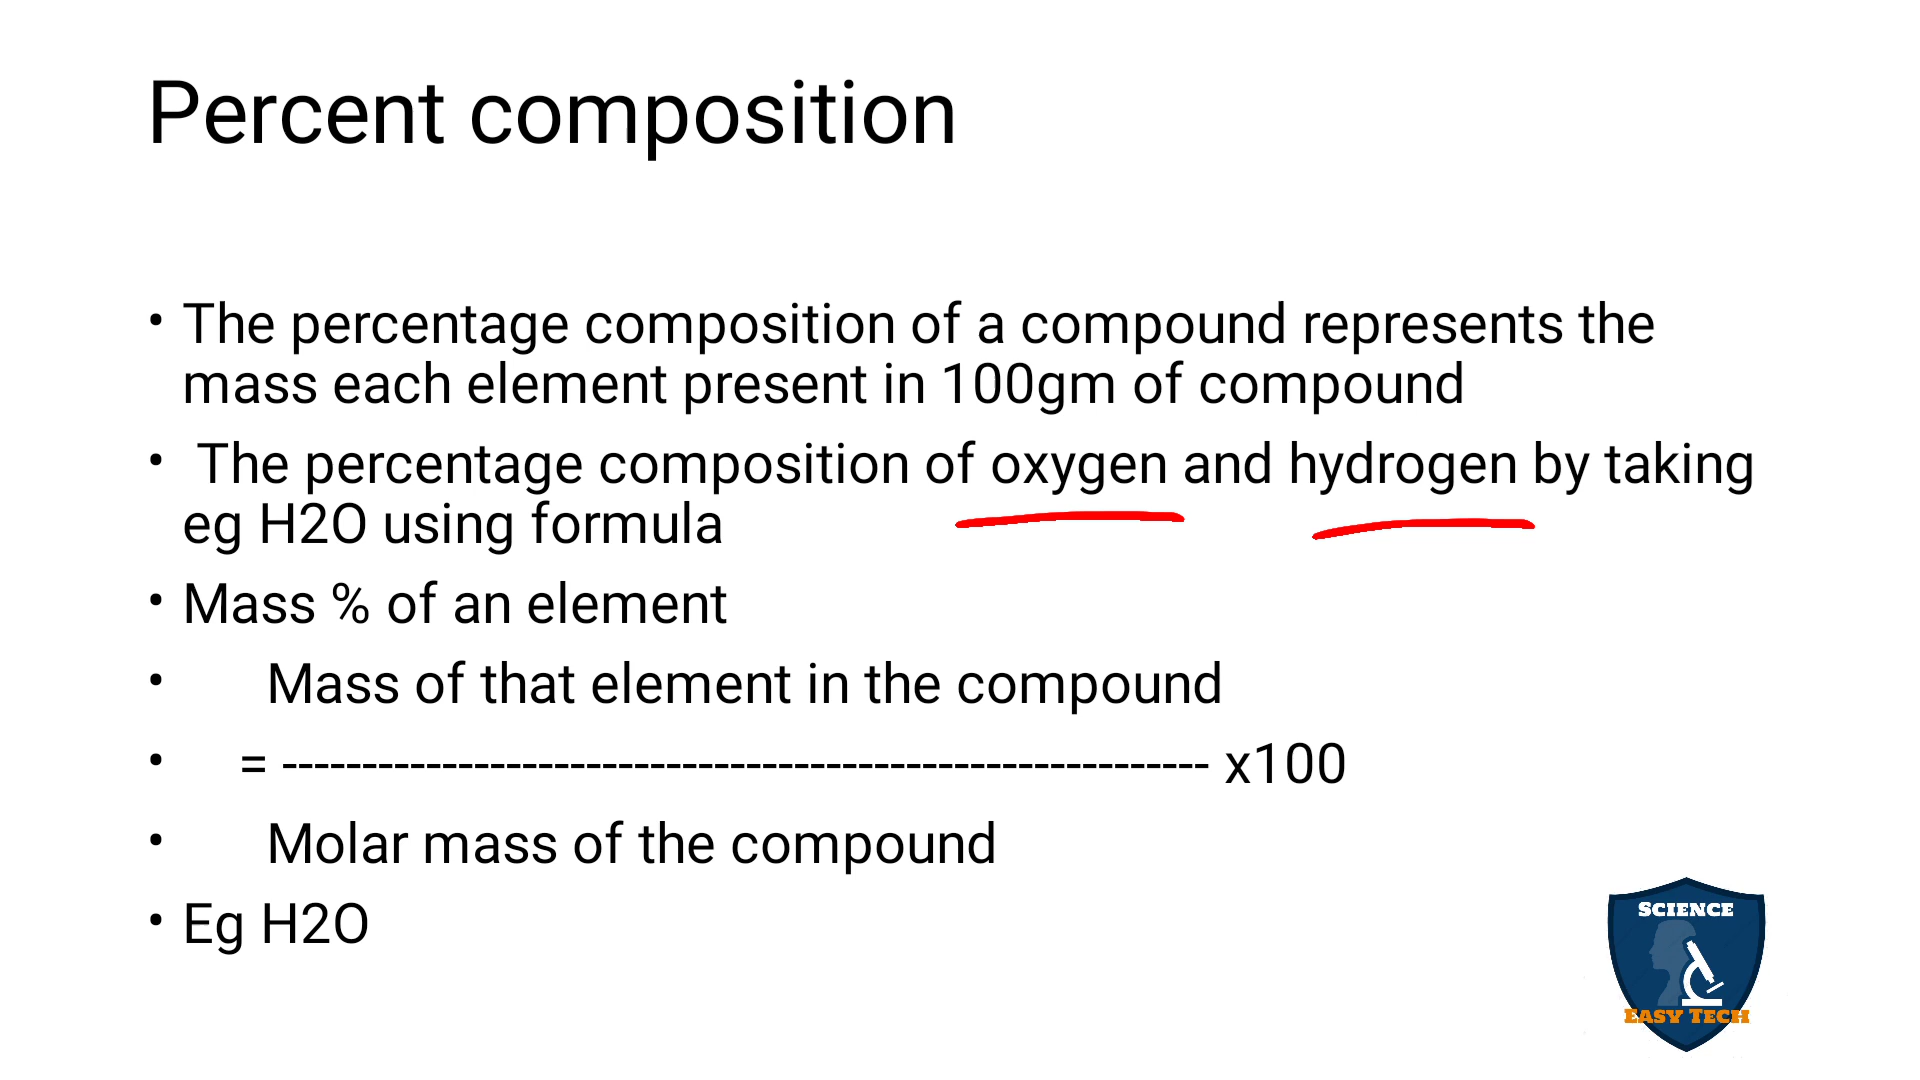 Percent composition
• The percentage composition of a compound represents the
mass each element present in 100gm of compound
• The percentage composition of oxygen and hydrogen by taking
eg H2O using formula
• Mass % of an element
• Mass of that element in the compound
• = ---------------------------------------------------------- x100
• Molar mass of the compound
• Eg H2O
SCIENCE
EASY TECH